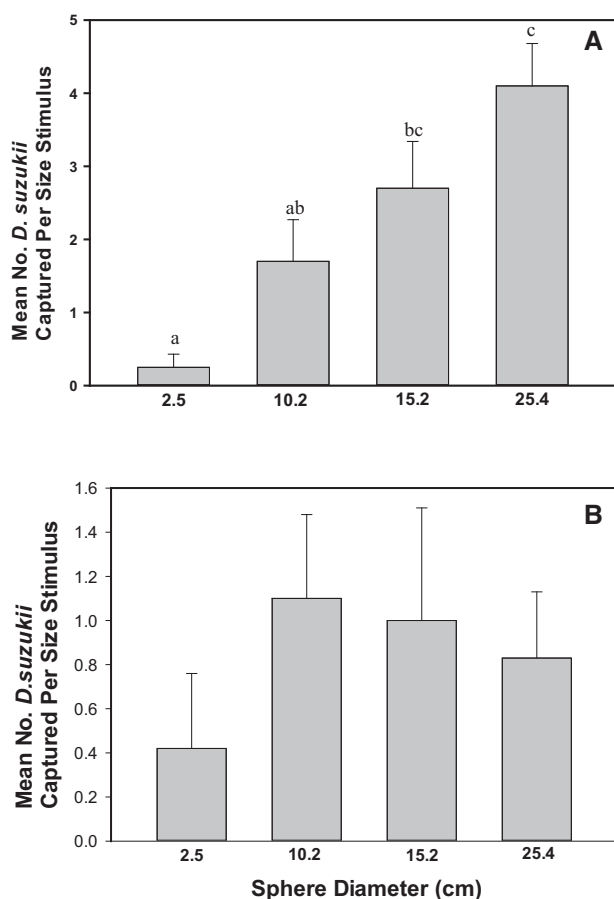 A
Mean No. D. suzukii
Captured Per Size Stimulus
5
4
3
2
1
0
a
ab
bc
c
2.5 10.2 15.2 25.4
B
Mean No. D.suzukii
Captured Per Size Stimulus
1.6
1.4
1.2
1.0
0.8
0.6
0.4
0.2
0.0
2.5 10.2 15.2 25.4
Sphere Diameter (cm)